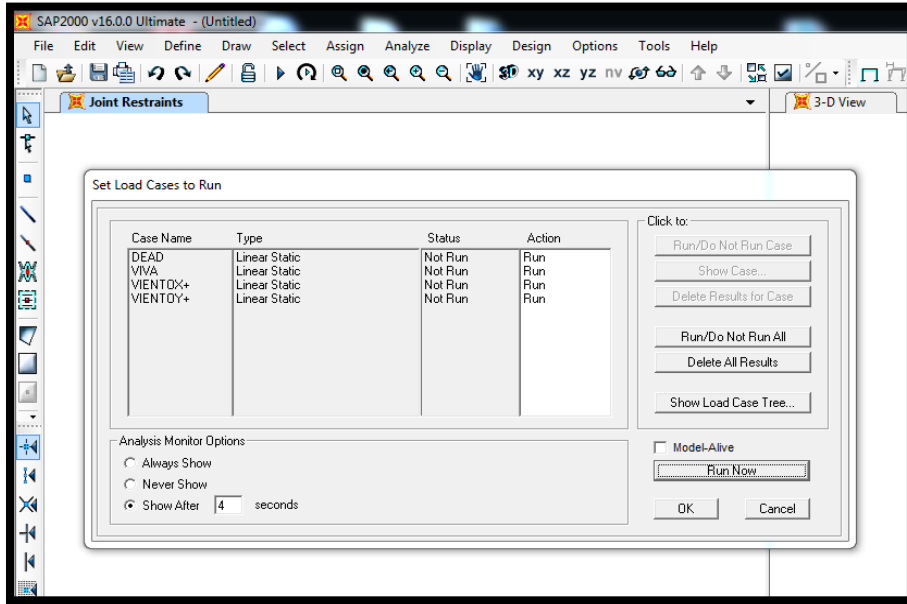 SAP2000 v16.0.0 Ultimate - (Untitled)
File Edit View Define Draw Select Assign Analyze Display Design Options Tools Help
3D xy xz yz nv
Joint Restraints
3-D View
Set Load Cases to Run
Case Name Type Status Action
DEAD Linear Static Not Run Run
VIVA Linear Static Not Run Run
VIENTOX+ Linear Static Not Run Run
VIENTOY+ Linear Static Not Run Run
Click to:
Run/Do Not Run Case
Show Case...
Delete Results for Case
Run/Do Not Run All
Delete All Results
Show Load Case Tree...
Analysis Monitor Options
Always Show
Never Show
Show After 4 seconds
Model-Alive
Run Now
OK Cancel